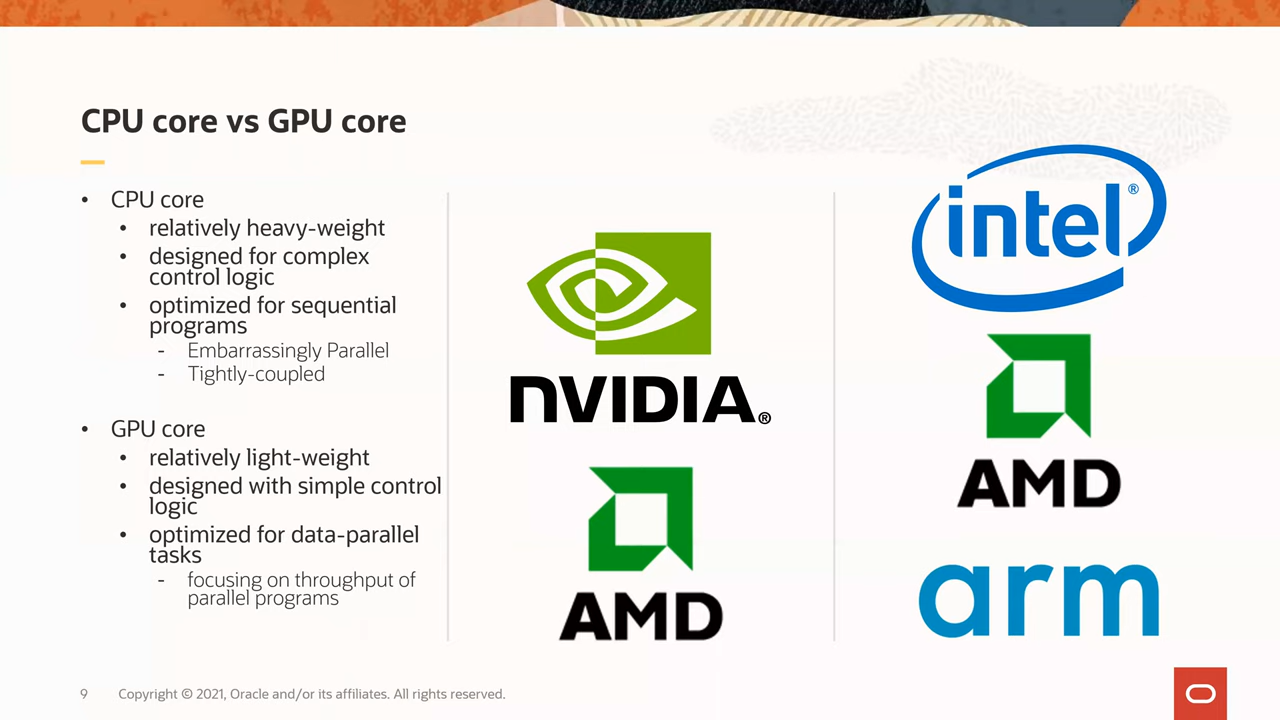 CPU core vs GPU core
• CPU core
• relatively heavy-weight
• designed for complex
control logic
• optimized for sequential
programs
- Embarrassingly Parallel
- Tightly-coupled
• GPU core
• relatively light-weight
• designed with simple control
logic
• optimized for data-parallel
tasks
- focusing on throughput of
parallel programs
nVIDIA®
AMD
intel®
AMD
arm
9 Copyright © 2021, Oracle and/or its affiliates. All rights reserved.